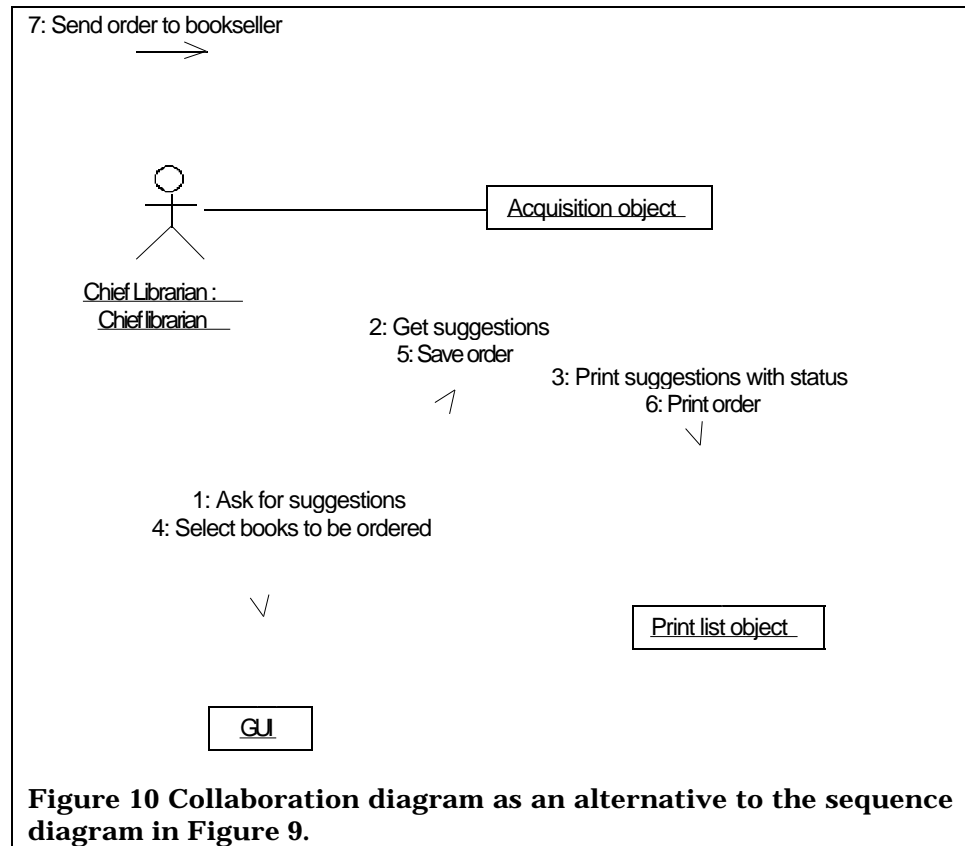 7: Send order to bookseller
Acquisition object
Chief Librarian :
Chief librarian
2: Get suggestions
5: Save order
3: Print suggestions with status
6: Print order
1: Ask for suggestions
4: Select books to be ordered
Print list object
GUI
Figure 10 Collaboration diagram as an alternative to the sequence
diagram in Figure 9.